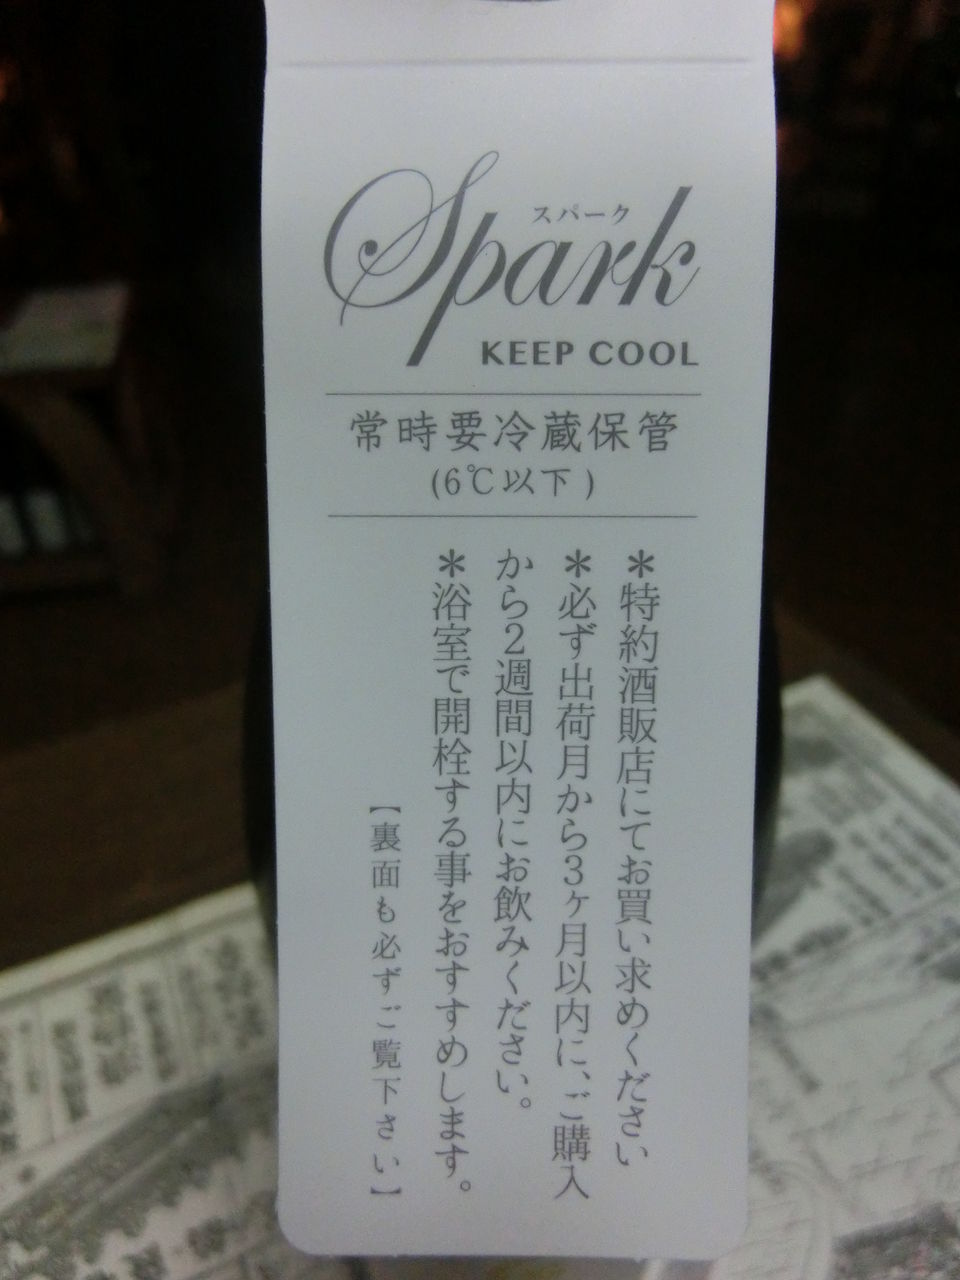 Spark
スパーク
KEEP COOL
常時要冷蔵保管
(6℃以下)
＊特約酒販店にてお買い求めください
＊必ず出荷月から3ヶ月以内に、ご購入
から2週間以内にお飲みください。
＊浴室で開栓する事をおすすめします。
【裏面も必ずご覧下さい】